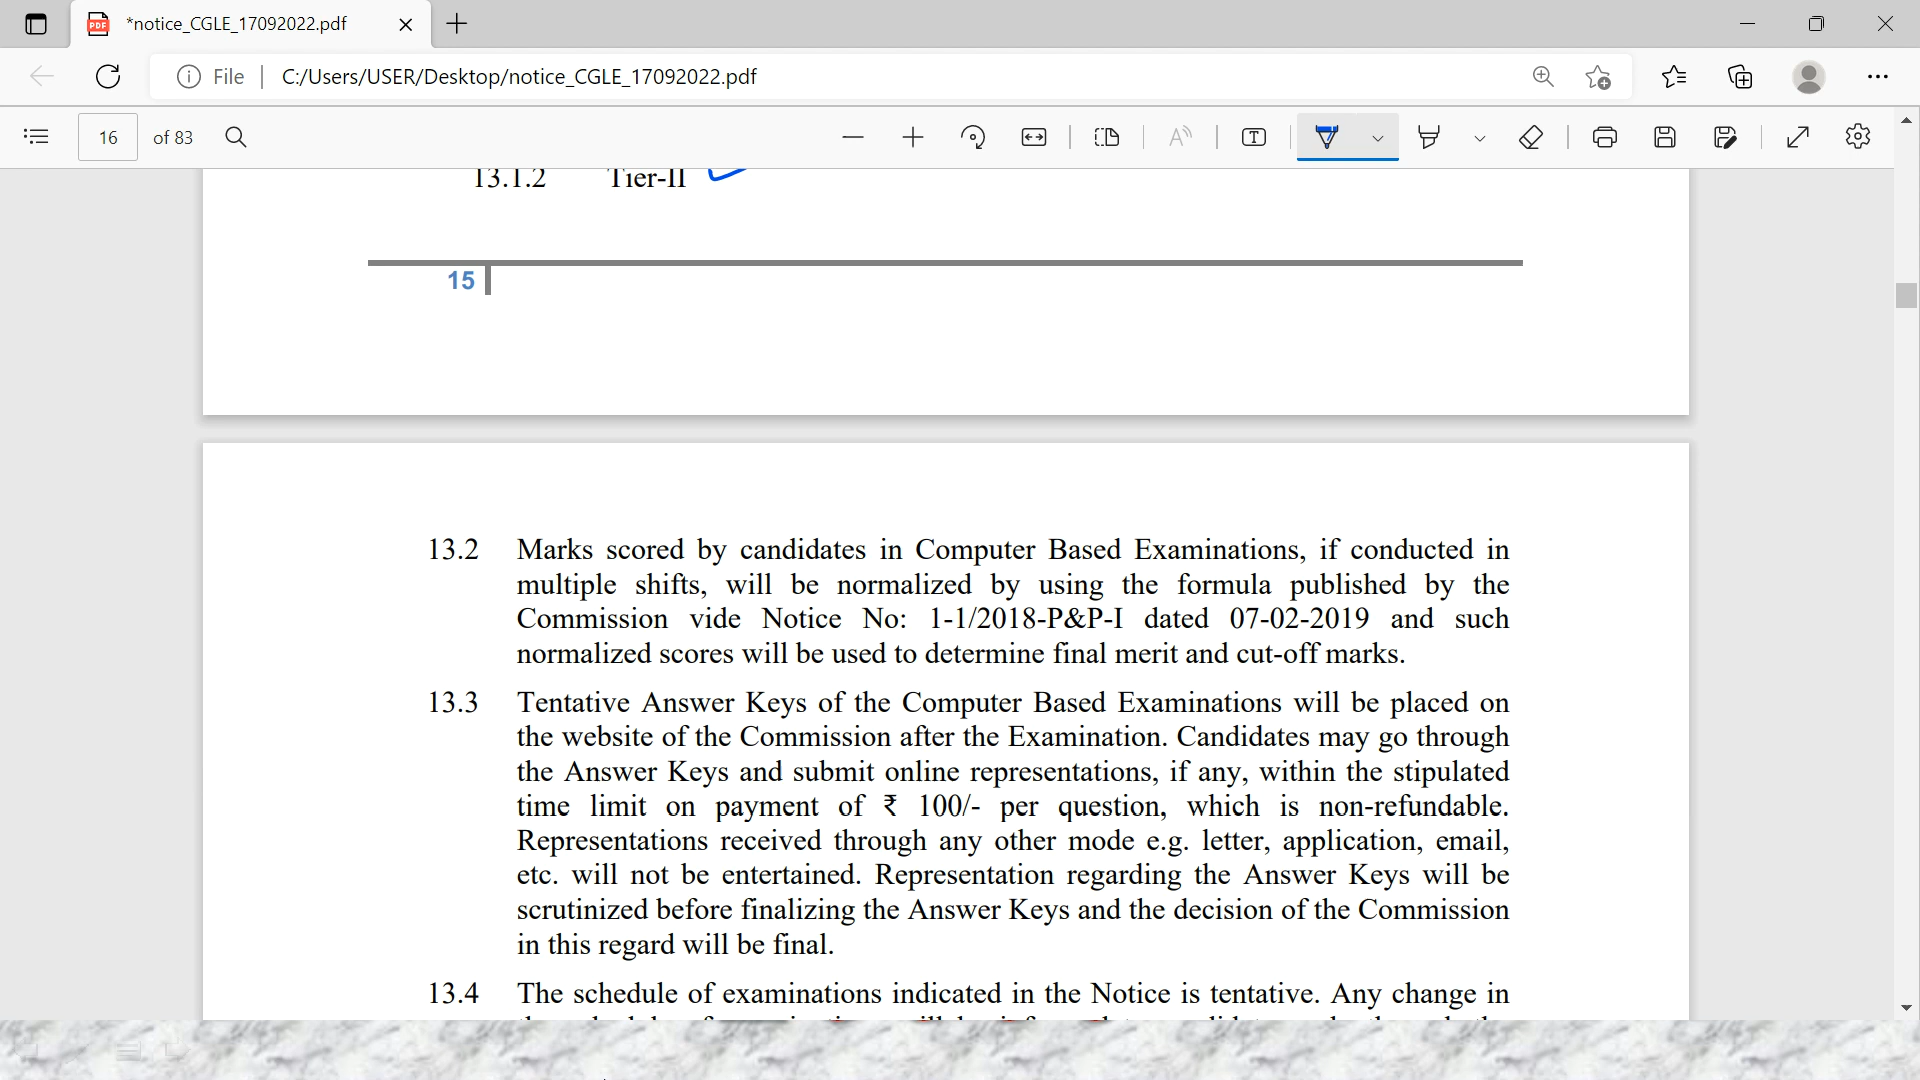 *notice_CGLE_17092022.pdf
File
C:/Users/USER/Desktop/notice_CGLE_17092022.pdf
16 of 83
13.1.2 Tier-II
15
13.2 Marks scored by candidates in Computer Based Examinations, if conducted in
multiple shifts, will be normalized by using the formula published by the
Commission vide Notice No: 1-1/2018-P&P-I dated 07-02-2019 and such
normalized scores will be used to determine final merit and cut-off marks.
13.3 Tentative Answer Keys of the Computer Based Examinations will be placed on
the website of the Commission after the Examination. Candidates may go through
the Answer Keys and submit online representations, if any, within the stipulated
time limit on payment of ₹ 100/- per question, which is non-refundable.
Representations received through any other mode e.g. letter, application, email,
etc. will not be entertained. Representation regarding the Answer Keys will be
scrutinized before finalizing the Answer Keys and the decision of the Commission
in this regard will be final.
13.4 The schedule of examinations indicated in the Notice is tentative. Any change in